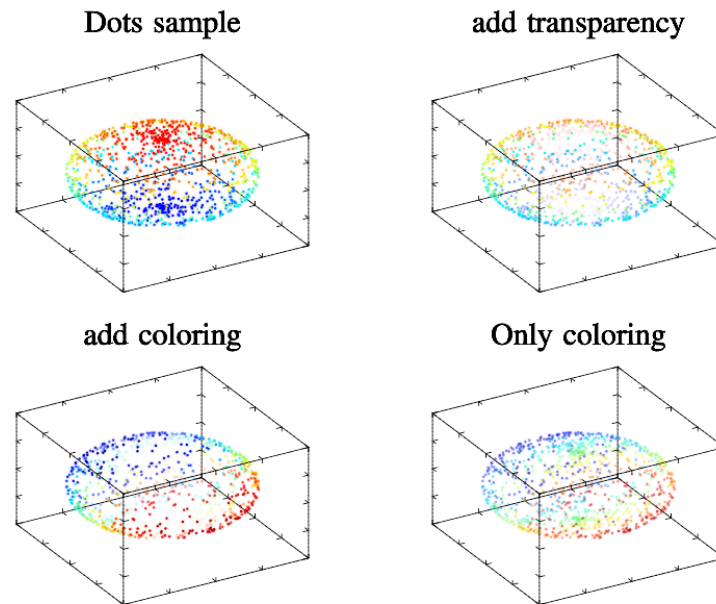 Dots sample
add transparency
add coloring
Only coloring